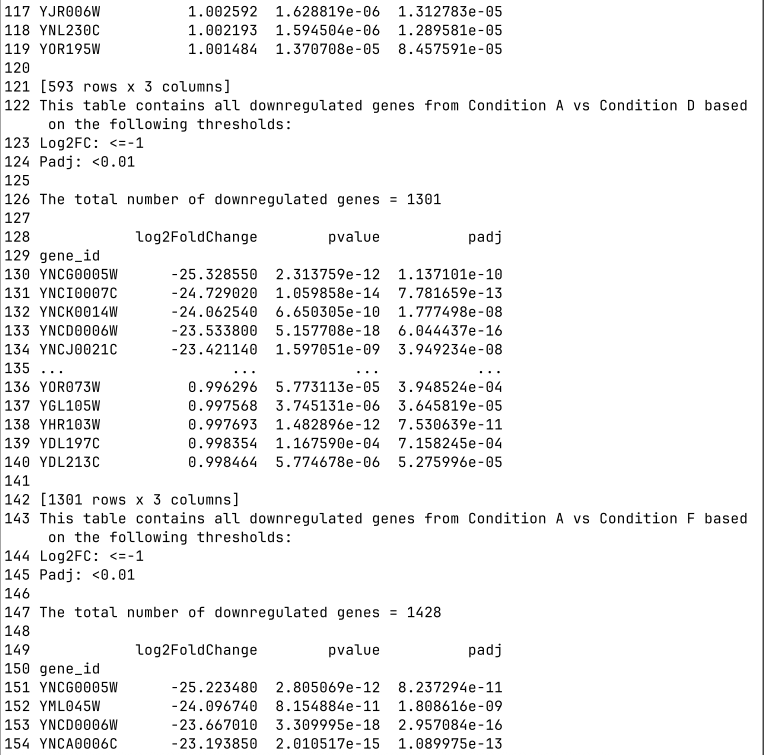 117 YJR006W 1.002592 1.628819e-06 1.312783e-05
118 YNL230C 1.002193 1.594504e-06 1.289581e-05
119 YOR195W 1.001484 1.370708e-05 8.457591e-05
120
121 [593 rows x 3 columns]
122 This table contains all downregulated genes from Condition A vs Condition D based
on the following thresholds:
123 Log2FC: <=-1
124 Padj: <0.01
125
126 The total number of downregulated genes = 1301
127
128 log2FoldChange pvalue padj
129 gene_id
130 YNCG0005W -25.328550 2.313759e-12 1.137101e-10
131 YNCI0007C -24.729020 1.059858e-14 7.781659e-13
132 YNCK0014W -24.062540 6.650305e-10 1.777498e-08
133 YNCD0006W -23.533800 5.157708e-18 6.044437e-16
134 YNCJ0021C -23.421140 1.597051e-09 3.949234e-08
135 ... ... ... ...
136 YOR073W 0.996296 5.773113e-05 3.948524e-04
137 YGL105W 0.997568 3.745131e-06 3.645819e-05
138 YHR103W 0.997693 1.482896e-12 7.530639e-11
139 YDL197C 0.998354 1.167590e-04 7.158245e-04
140 YDL213C 0.998464 5.774678e-06 5.275996e-05
141
142 [1301 rows x 3 columns]
143 This table contains all downregulated genes from Condition A vs Condition F based
on the following thresholds:
144 Log2FC: <=-1
145 Padj: <0.01
146
147 The total number of downregulated genes = 1428
148
149 log2FoldChange pvalue padj
150 gene_id
151 YNCG0005W -25.223480 2.805069e-12 8.237294e-11
152 YML045W -24.096740 8.154884e-11 1.808616e-09
153 YNCD0006W -23.667010 3.309995e-18 2.957084e-16
154 YNCA0006C -23.193850 2.010517e-15 1.089975e-13